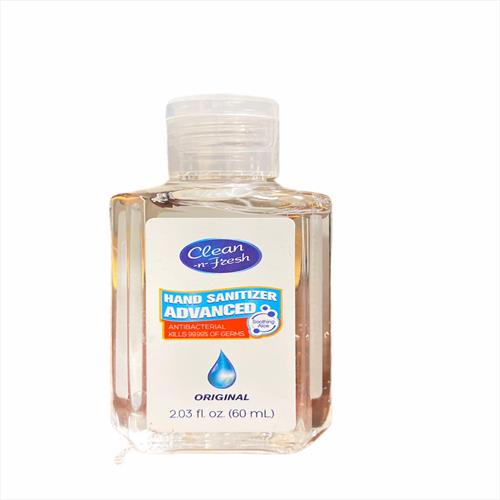 Clean
-n-Fresh
HAND SANITIZER
ADVANCED
Soothing
Aloe
ANTIBACTERIAL
KILLS 99.99% OF GERMS
ORIGINAL
2.03 fl. oz. (60 mL)